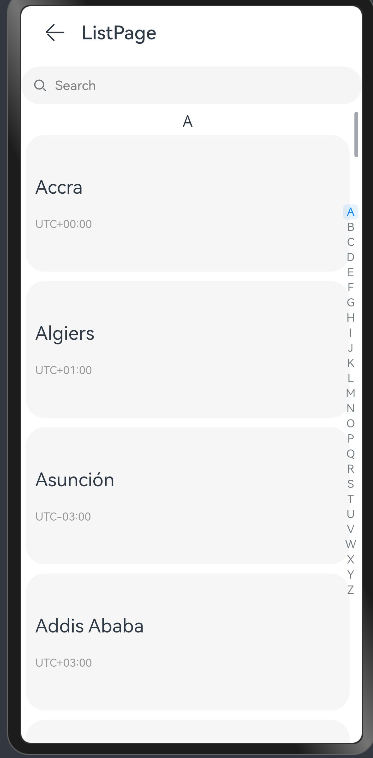 ListPage
Search
A
Accra
UTC+00:00
Algiers
UTC+01:00
Asunción
UTC-03:00
Addis Ababa
UTC+03:00
A
B
C
D
E
F
G
H
I
J
K
L
M
N
O
P
Q
R
S
T
U
V
W
X
Y
Z